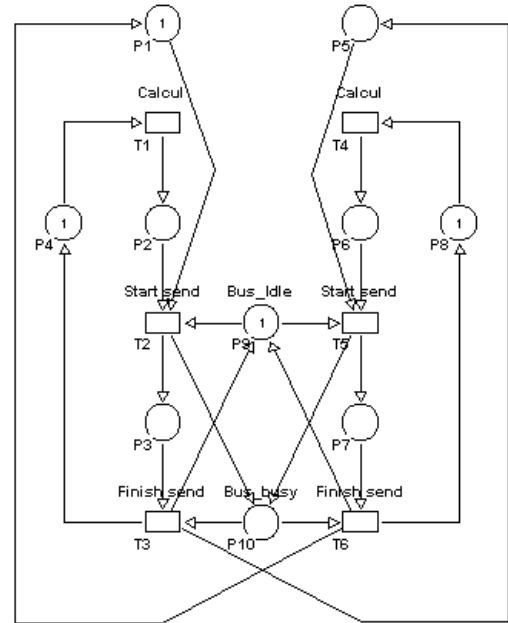 1
P1
P5
Calcul
Calcul
T1
T4
1
P4
P2
P6
1
P8
Start send
Bus_Idle
Start send
1
T2
P9
T5
P3
P7
Finish send
Bus_busy
Finish send
T3
P10
T6